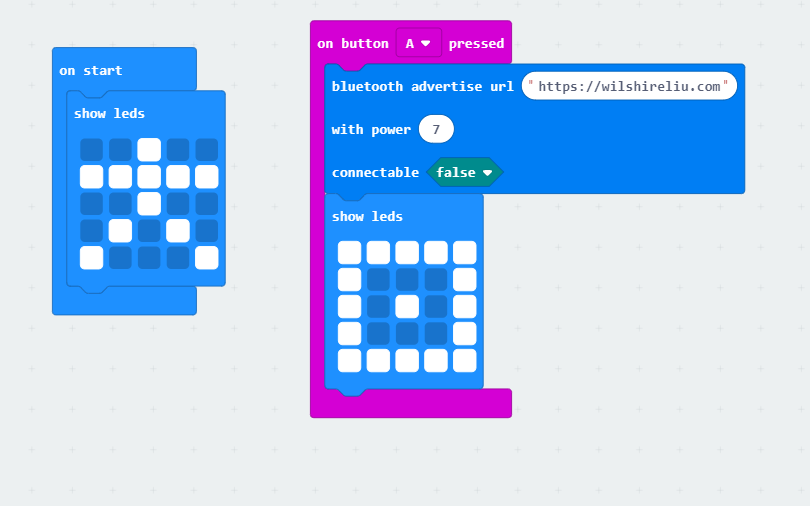 on start
show leds
on button A pressed
bluetooth advertise url "https://wilshireliu.com"
with power 7
connectable false
show leds